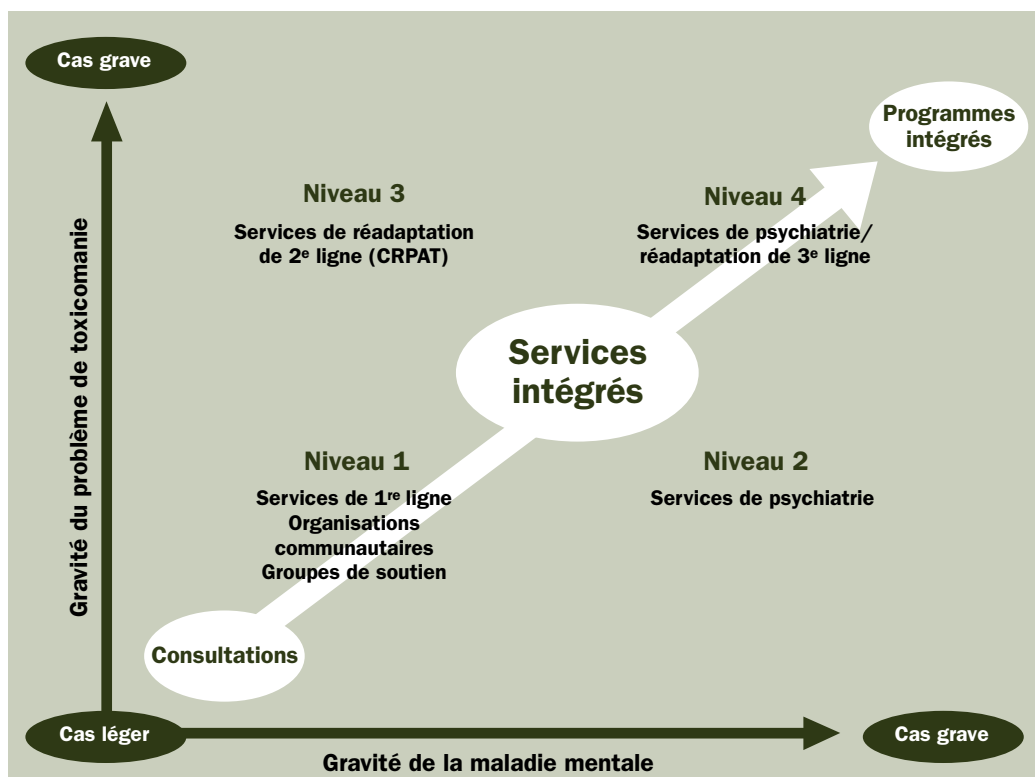 Cas grave
Programmes
intégrés
Niveau 3
Services de réadaptation
de 2e ligne (CRPAT)
Niveau 4
Services de psychiatrie/
réadaptation de 3e ligne
Gravité du problème de toxicomanie
Services
intégrés
Niveau 1
Services de 1re ligne
Organisations
communautaires
Groupes de soutien
Niveau 2
Services de psychiatrie
Consultations
Cas léger
Cas grave
Gravité de la maladie mentale